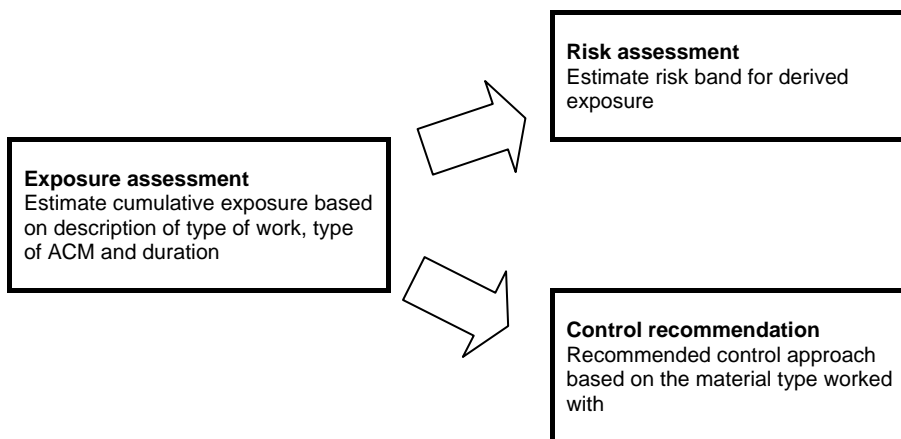 Risk assessment
Estimate risk band for derived
exposure
Exposure assessment
Estimate cumulative exposure based
on description of type of work, type
of ACM and duration
Control recommendation
Recommended control approach
based on the material type worked
with